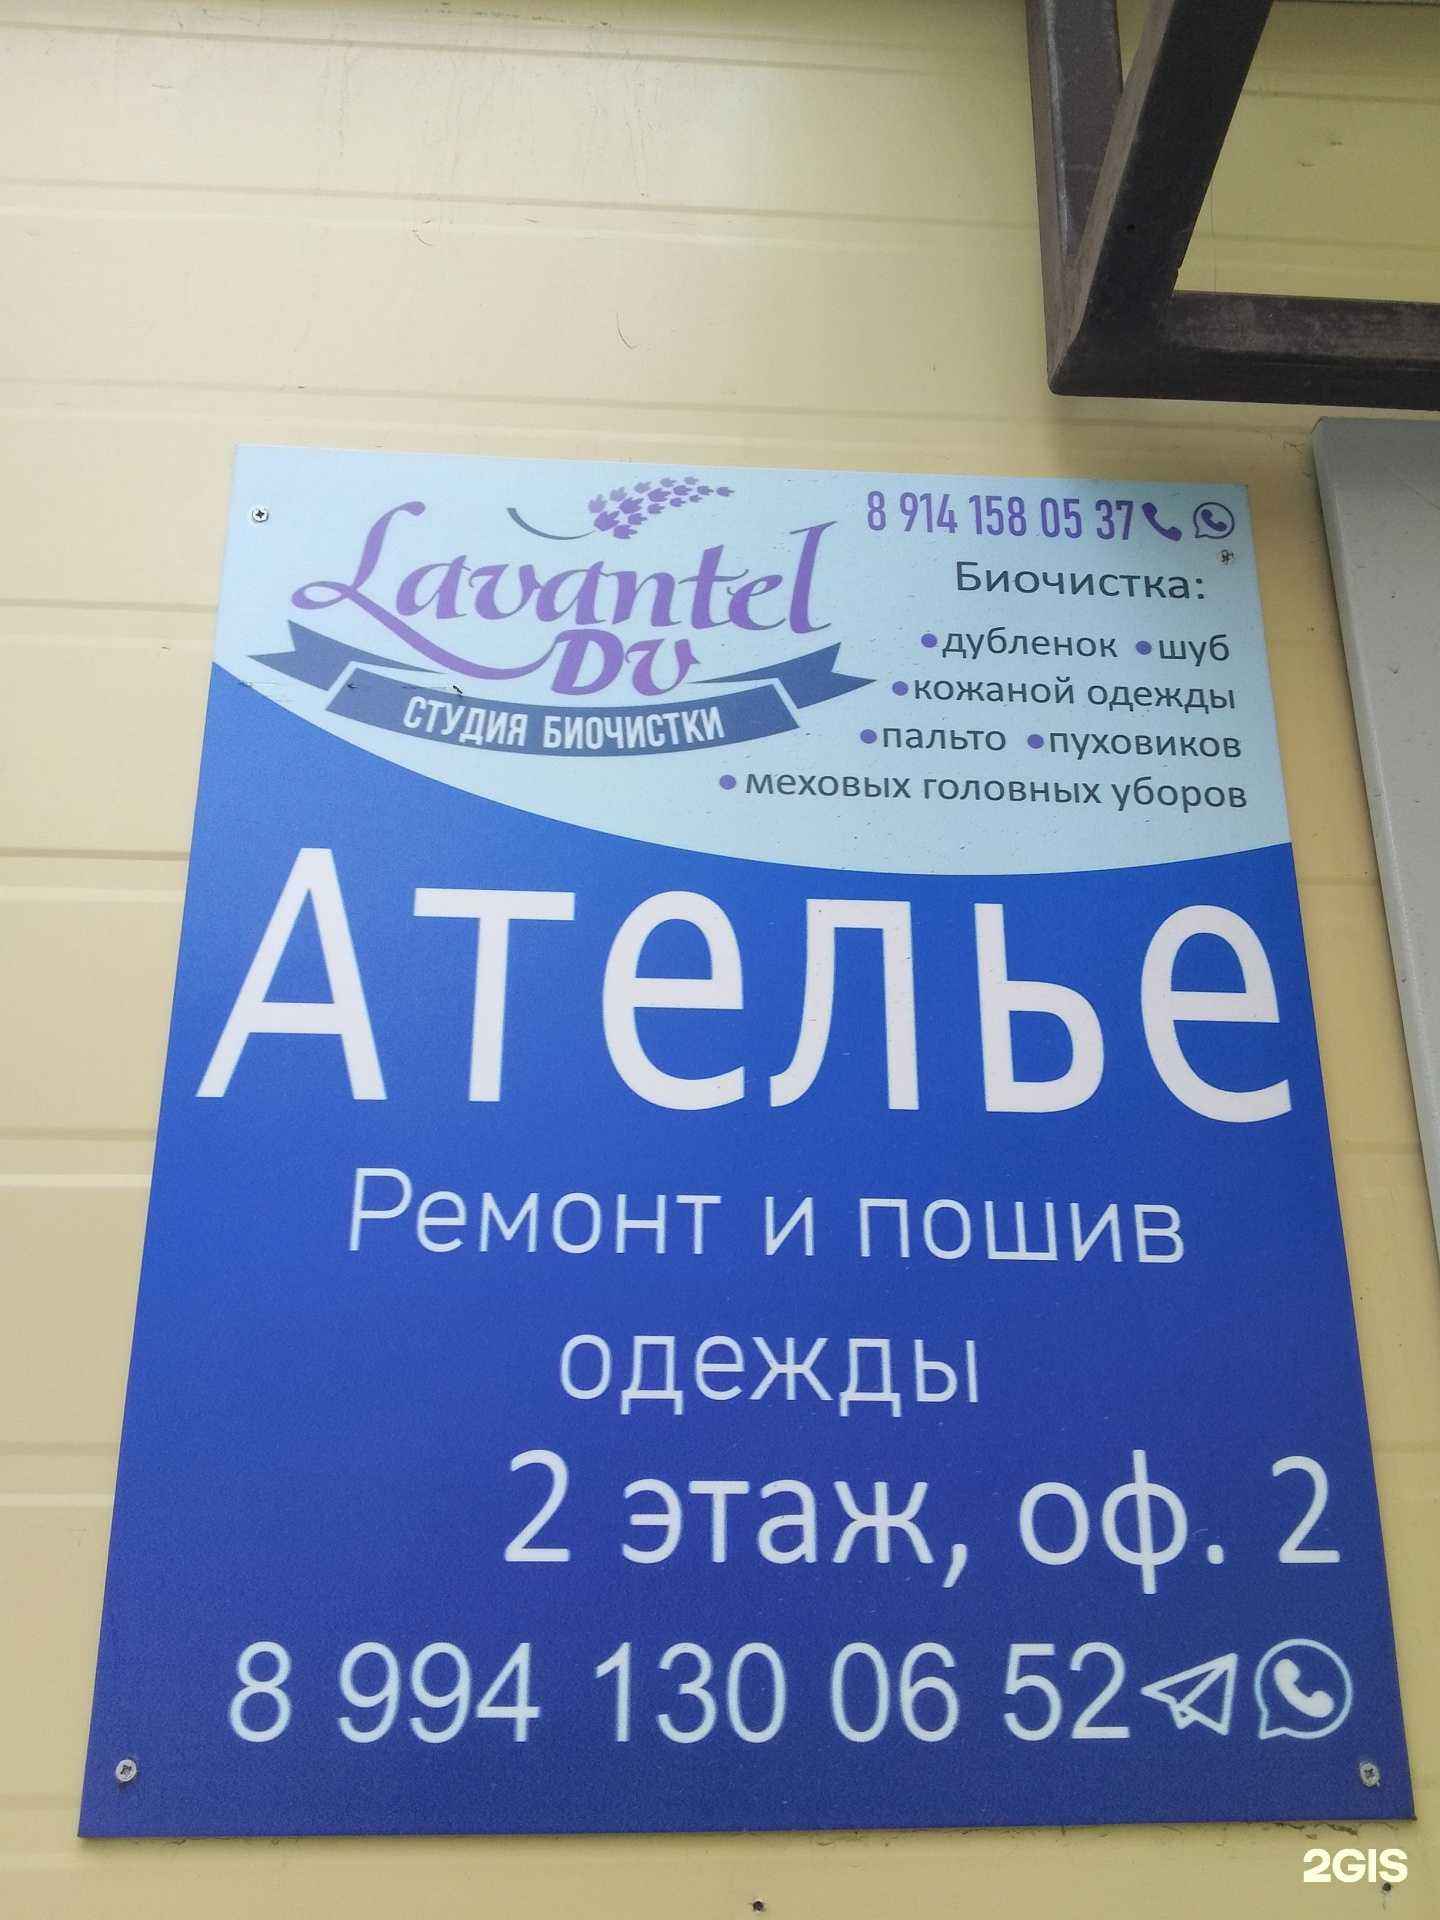 Lavantel
DV
СТУДИЯ БИОЧИСТКИ
8 914 158 05 37
Биочистка:
•дубленок •шуб
•кожаной одежды
•пальто •пуховиков
•меховых головных уборов
Ателье
Ремонт и пошив
одежды
2 этаж, оф. 2
8 994 130 06 52
2GIS